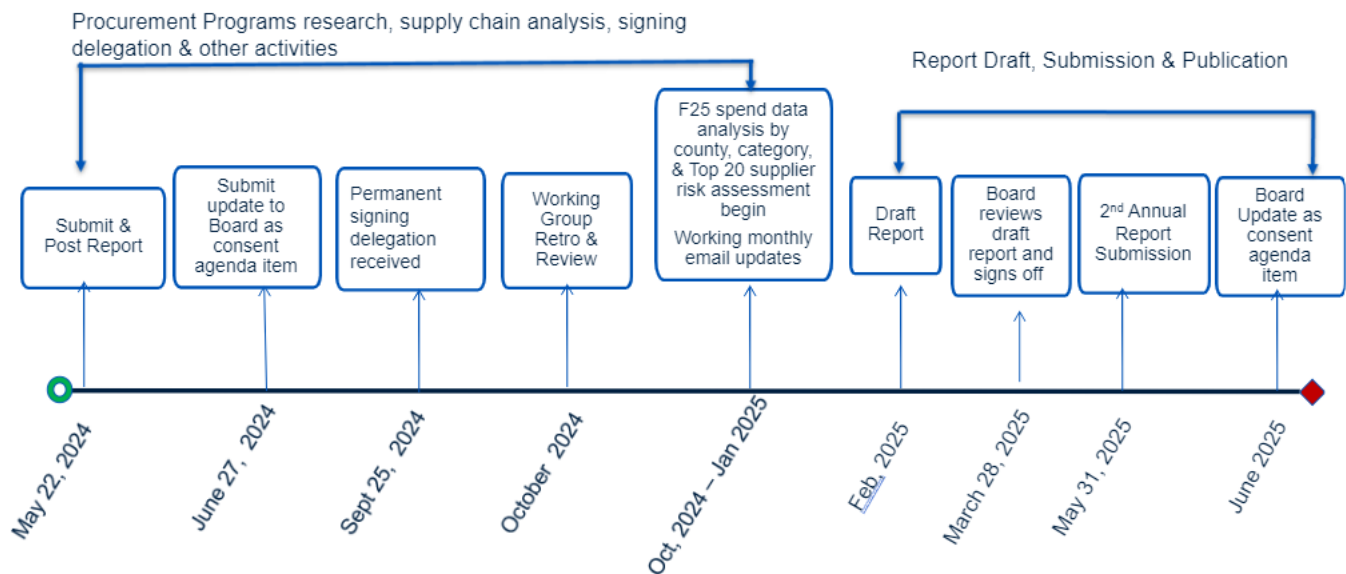 Procurement Programs research, supply chain analysis, signing
delegation & other activities
Report Draft, Submission & Publication
Submit &
Post Report
Submit
update to
Board as
consent
agenda item
Permanent
signing
delegation
received
Working
Group
Retro &
Review
F25 spend data
analysis by
county, category,
& Top 20 supplier
risk assessment
begin
Working monthly
email updates
Draft
Report
Board
reviews
draft
report and
signs off
2nd Annual
Report
Submission
Board
Update as
consent
agenda
item
May 22, 2024
June 27, 2024
Sept 25, 2024
October 2024
Oct, 2024 – Jan 2025
Feb, 2025
March 28, 2025
May 31, 2025
June 2025